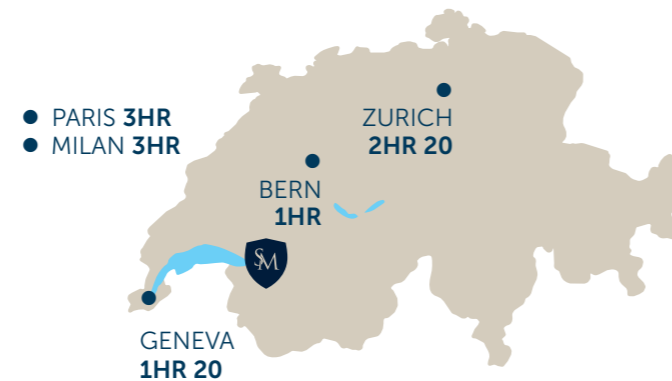 PARIS 3HR
MILAN 3HR
ZURICH
2HR 20
BERN
1HR
SM
GENEVA
1HR 20